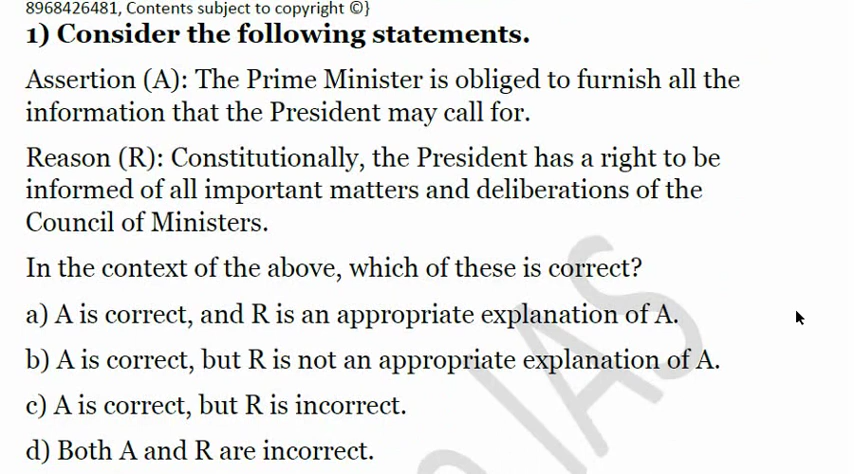 8968426481, Contents subject to copyright ©}
1) Consider the following statements.
Assertion (A): The Prime Minister is obliged to furnish all the
information that the President may call for.
Reason (R): Constitutionally, the President has a right to be
informed of all important matters and deliberations of the
Council of Ministers.
In the context of the above, which of these is correct?
a) A is correct, and R is an appropriate explanation of A.
b) A is correct, but R is not an appropriate explanation of A.
c) A is correct, but R is incorrect.
d) Both A and R are incorrect.
IAS